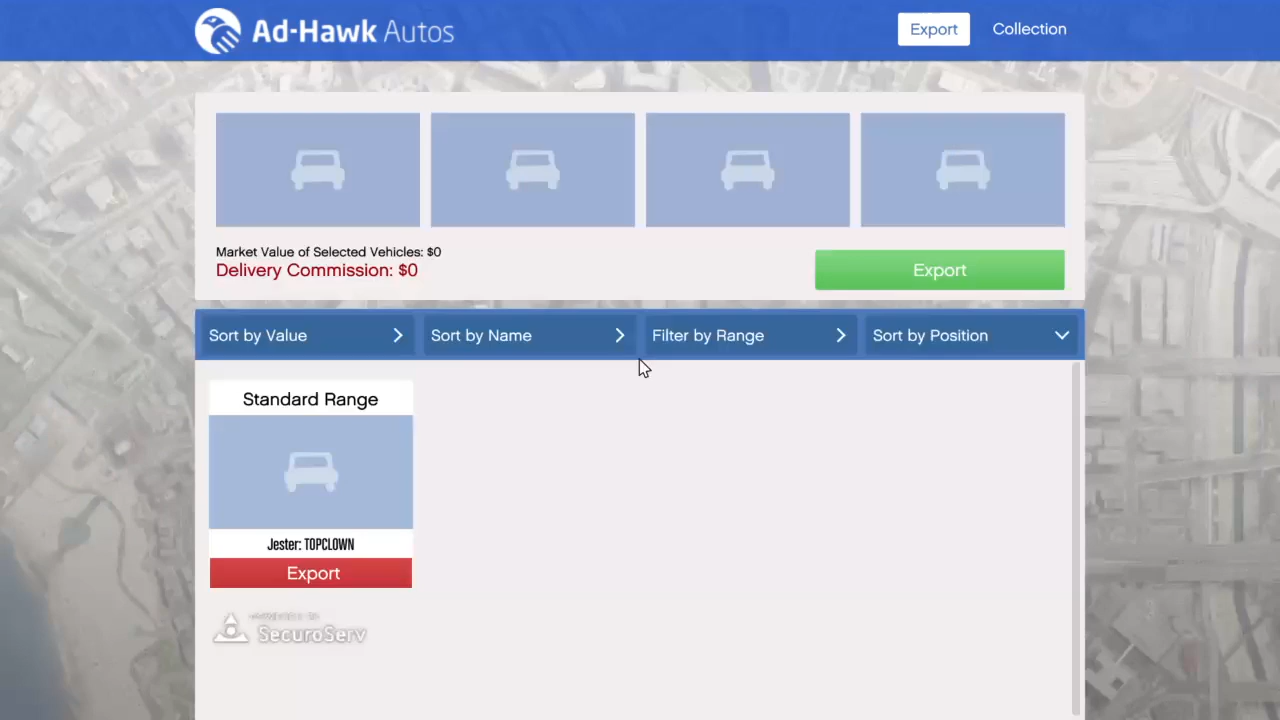 Ad-Hawk Autos
Export
Collection
Market Value of Selected Vehicles: $0
Delivery Commission: $0
Export
Sort by Value
Sort by Name
Filter by Range
Sort by Position
Standard Range
Jester: TOPCLOWN
Export
SecuroServ